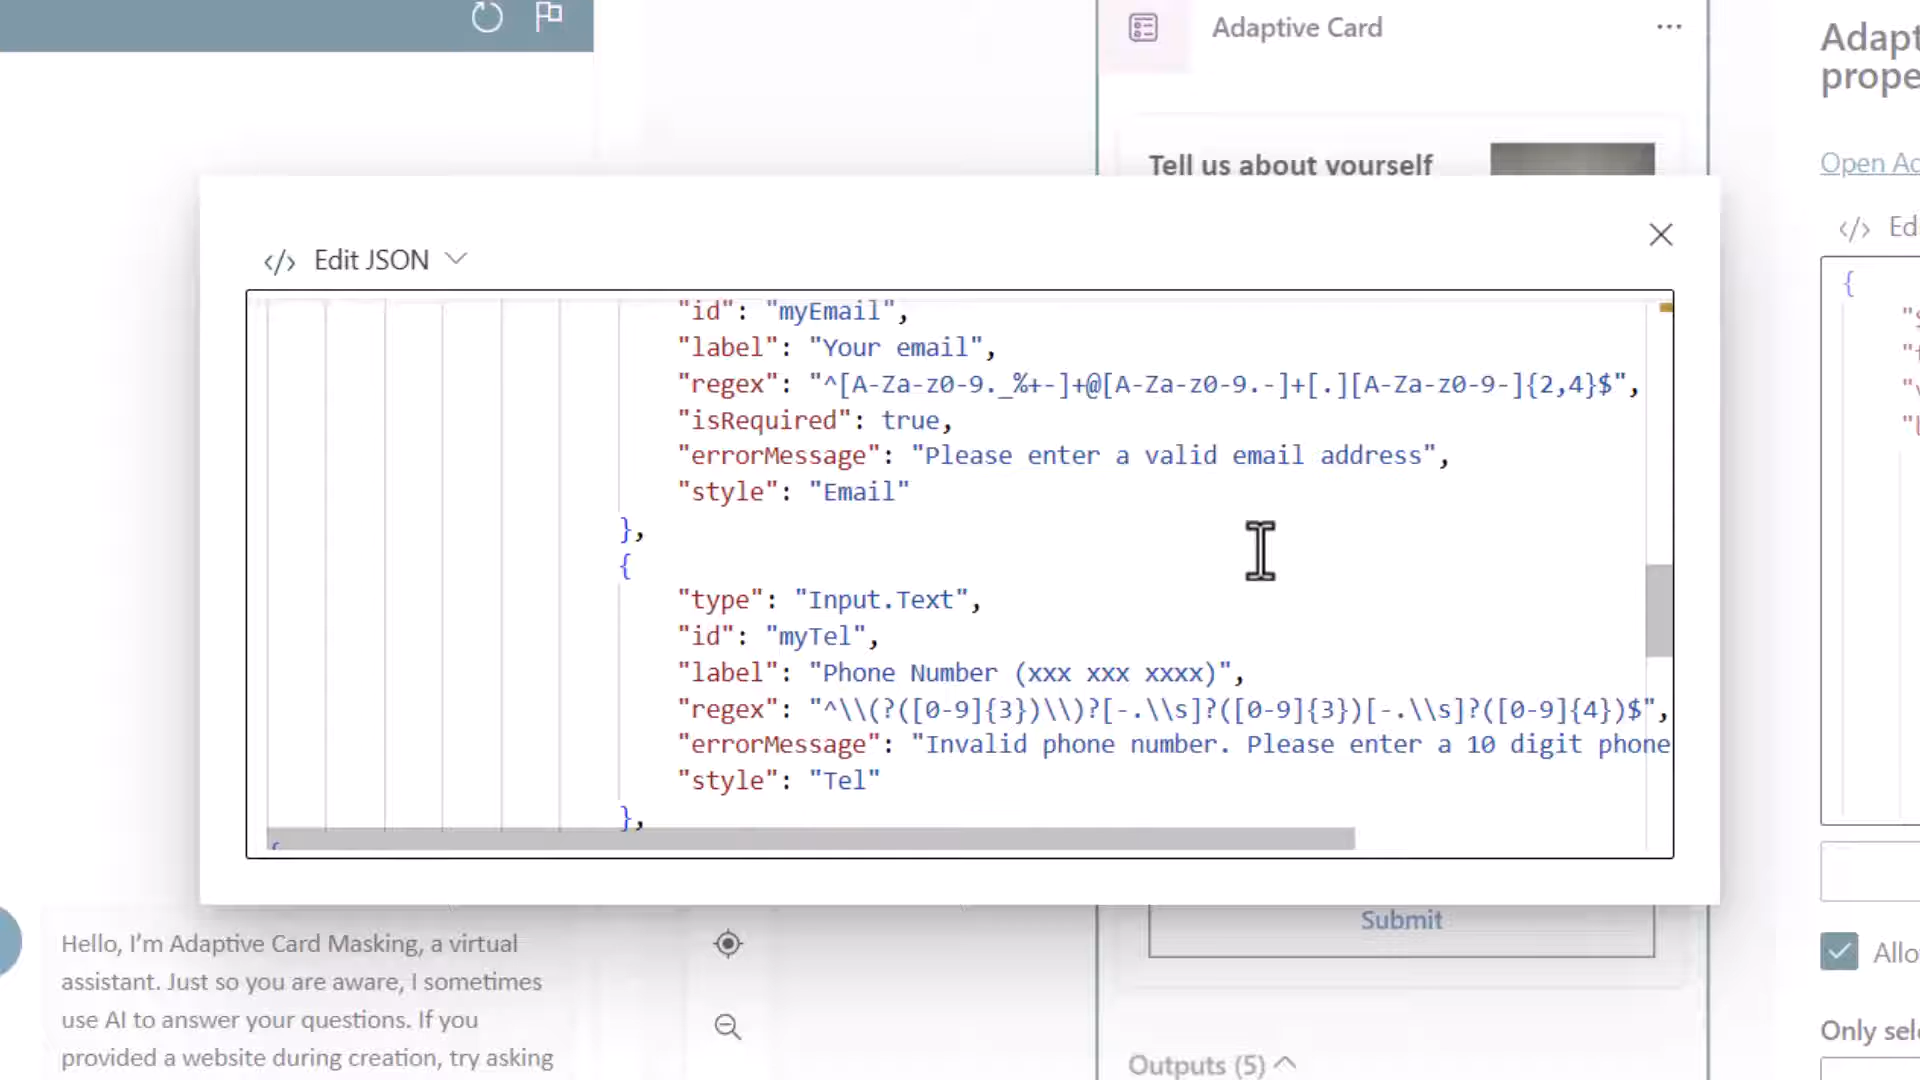 Adaptive Card
Tell us about yourself
</> Edit JSON
"id": "myEmail",
"label": "Your email",
"regex": "^[A-Za-z0-9._%+-]+@[A-Za-z0-9.-]+[.][A-Za-z0-9-]{2,4}$",
"isRequired": true,
"errorMessage": "Please enter a valid email address",
"style": "Email"
},
{
"type": "Input.Text",
"id": "myTel",
"label": "Phone Number (xxx xxx xxxx)",
"regex": "^\\(?([0-9]{3})\\)?[-.\\s]?([0-9]{3})[-.\\s]?([0-9]{4})$",
"errorMessage": "Invalid phone number. Please enter a 10 digit phone
"style": "Tel"
},
Submit
Outputs (5)
Hello, I'm Adaptive Card Masking, a virtual
assistant. Just so you are aware, I sometimes
use AI to answer your questions. If you
provided a website during creation, try asking
Adapt
prope
Open Ad
</> Ed
{
Allo
Only sele